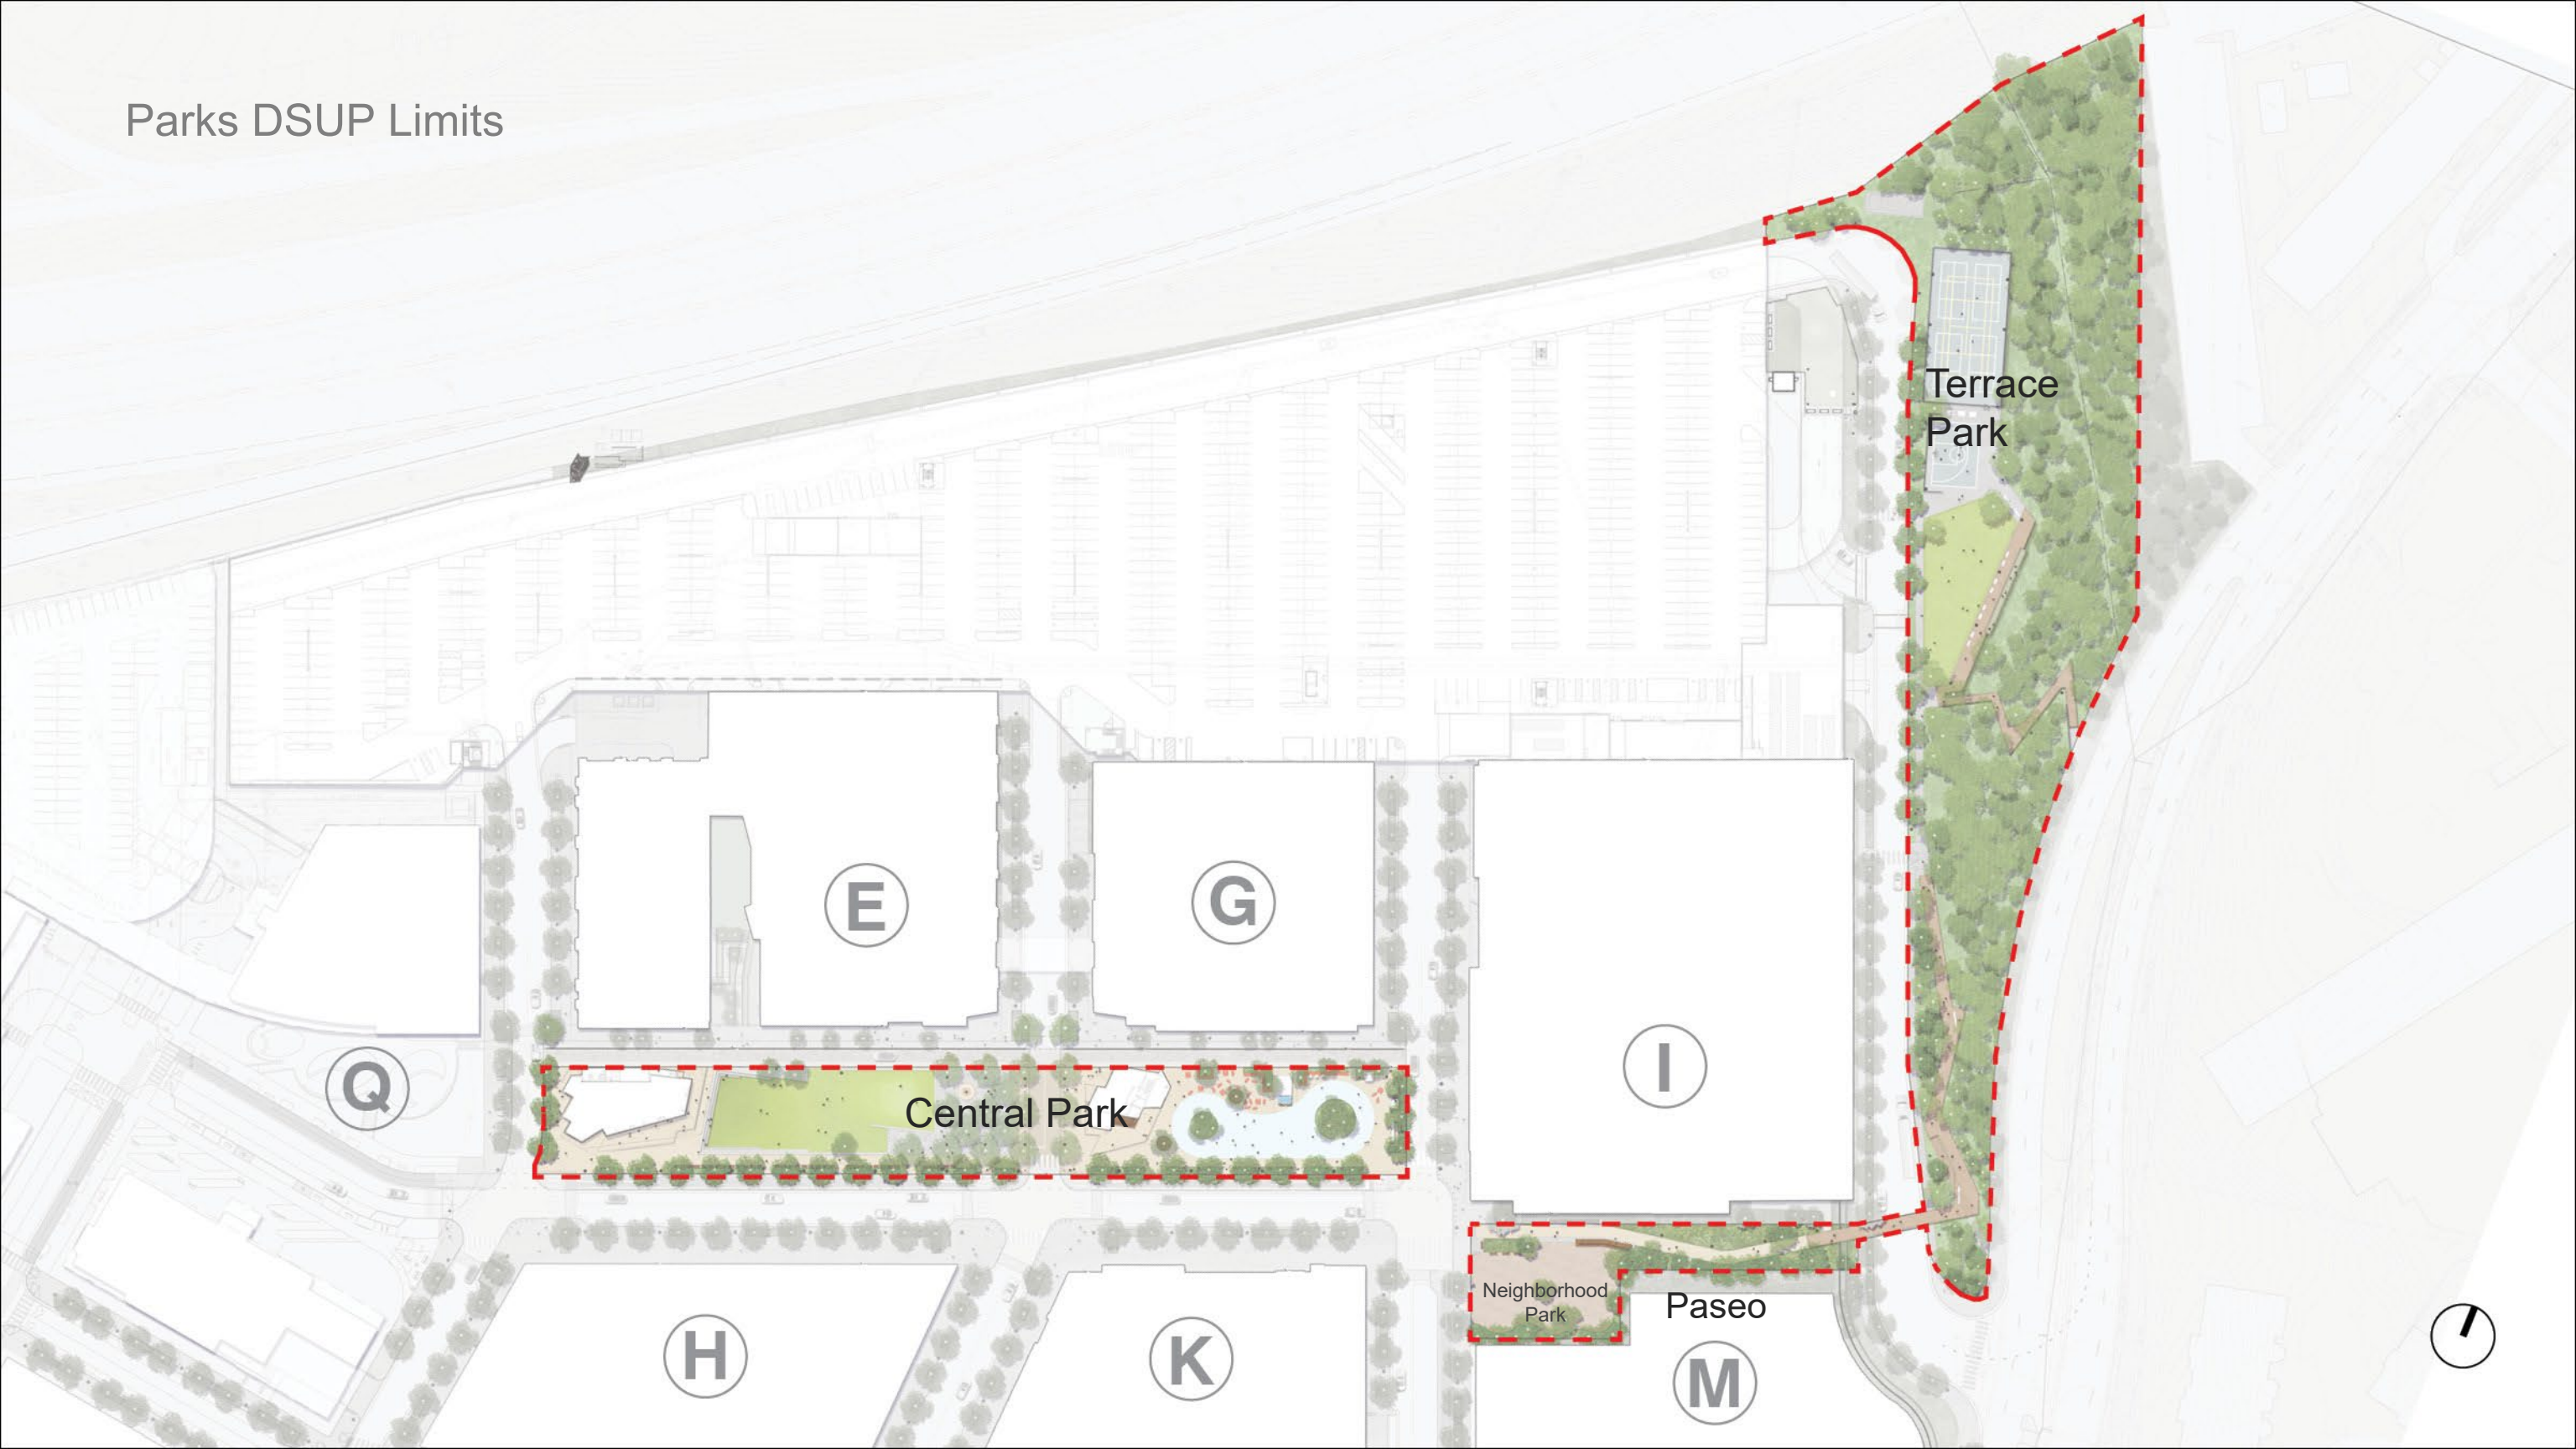 Parks DSUP Limits
Terrace
Park
E
G
I
Q
Central Park
Neighborhood
Park
Paseo
H
K
M